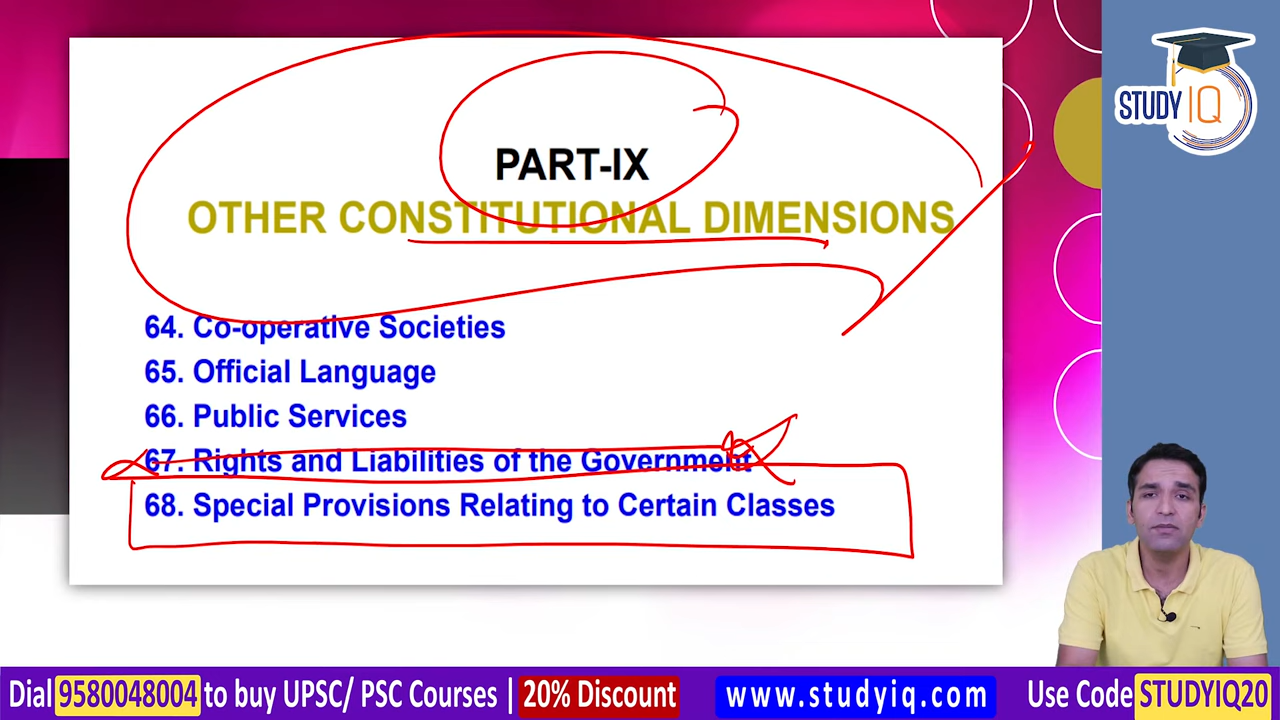 STUDY IQ
PART-IX
OTHER CONSTITUTIONAL DIMENSIONS
64. Co-operative Societies
65. Official Language
66. Public Services
67. Rights and Liabilities of the Government
68. Special Provisions Relating to Certain Classes
Dial 9580048004 to buy UPSC/ PSC Courses | 20% Discount www.studyiq.com Use Code STUDYIQ20